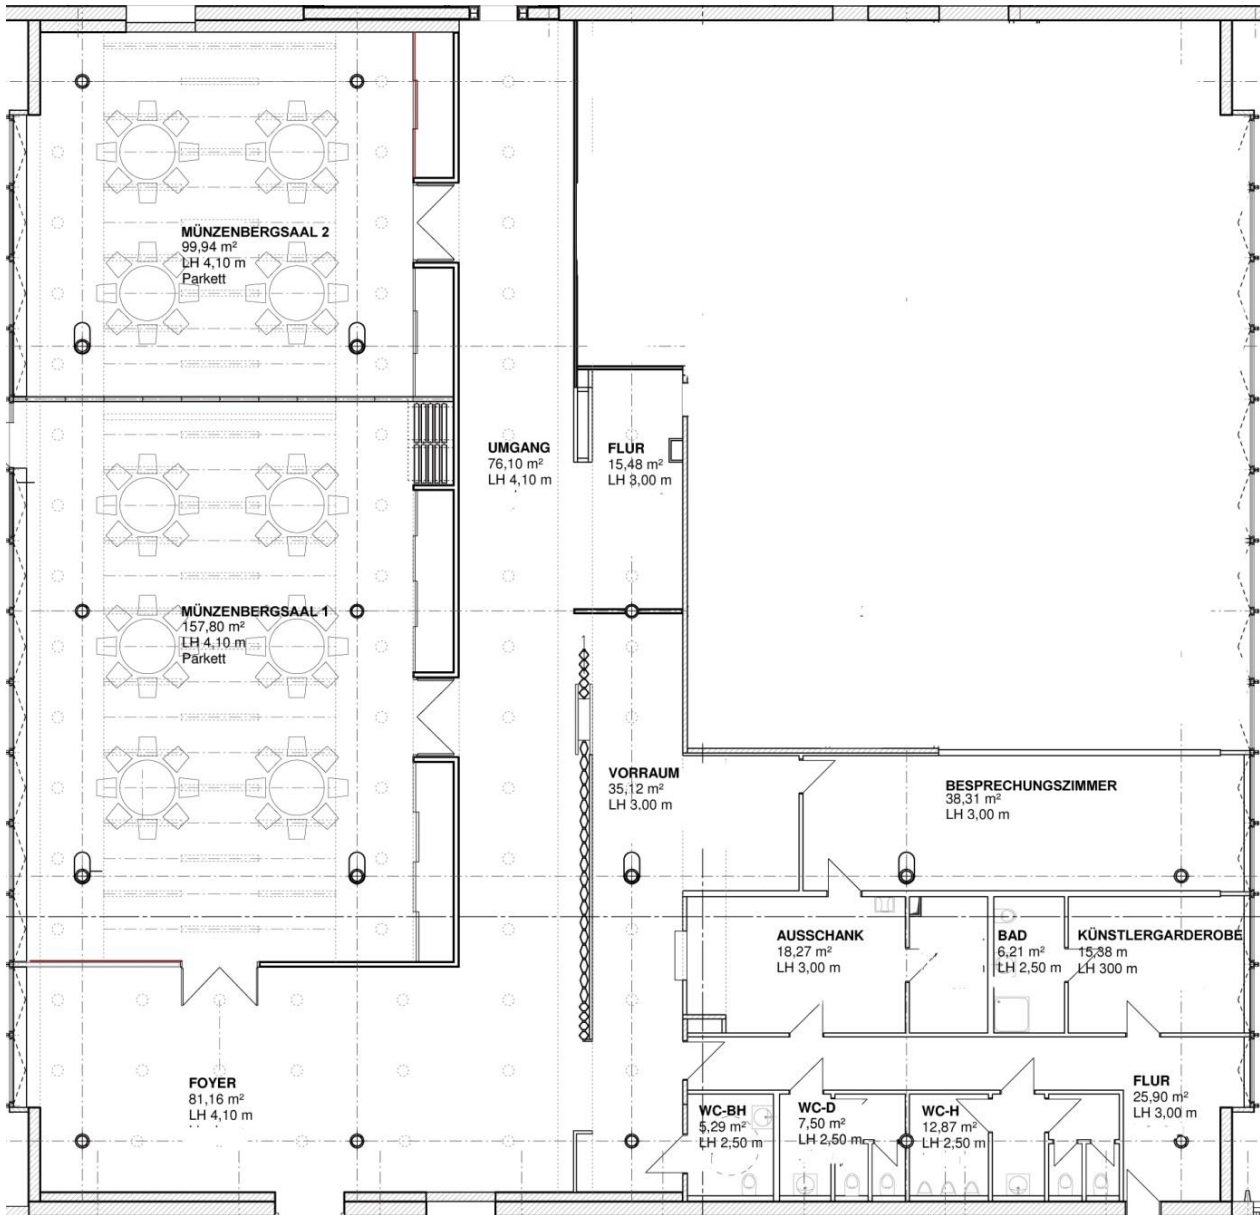 MÜNZENBERGSAAL 2
99,94 m²
LH 4,10 m
Parkett
UMGANG
76,10 m²
LH 4,10 m
FLUR
15,48 m²
LH 3,00 m
MÜNZENBERGSAAL 1
157,80 m²
LH 4,10 m
Parkett
VORRAUM
35,12 m²
LH 3,00 m
BESPRECHUNGSZIMMER
38,31 m²
LH 3,00 m
AUSSCHANK
18,27 m²
LH 3,00 m
BAD
6,21 m²
LH 2,50 m
KÜNSTLERGARDEROBE
15,38 m²
LH 300 m
FOYER
81,16 m²
LH 4,10 m
WC-BH
5,29 m²
LH 2,50 m
WC-D
7,50 m²
LH 2,50 m
WC-H
12,87 m²
LH 2,50 m
FLUR
25,90 m²
LH 3,00 m